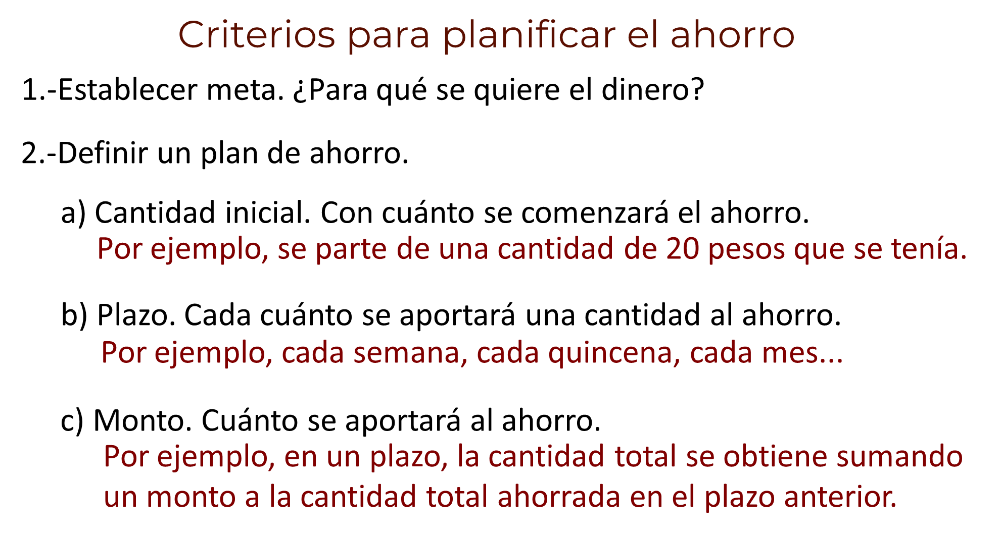 Criterios para planificar el ahorro
1.-Establecer meta. ¿Para qué se quiere el dinero?
2.-Definir un plan de ahorro.
a) Cantidad inicial. Con cuánto se comenzará el ahorro.
Por ejemplo, se parte de una cantidad de 20 pesos que se tenía.
b) Plazo. Cada cuánto se aportará una cantidad al ahorro.
Por ejemplo, cada semana, cada quincena, cada mes...
c) Monto. Cuánto se aportará al ahorro.
Por ejemplo, en un plazo, la cantidad total se obtiene sumando
un monto a la cantidad total ahorrada en el plazo anterior.